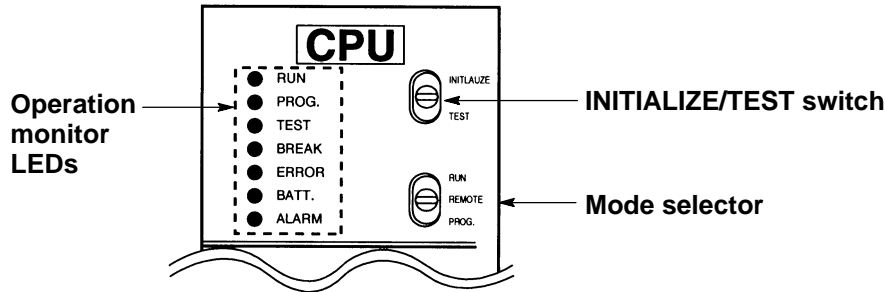 CPU
RUN
PROG.
TEST
BREAK
ERROR
BATT.
ALARM
INITLAUZE
TEST
RUN
REMOTE
PROG.
Operation
monitor
LEDs
INITIALIZE/TEST switch
Mode selector